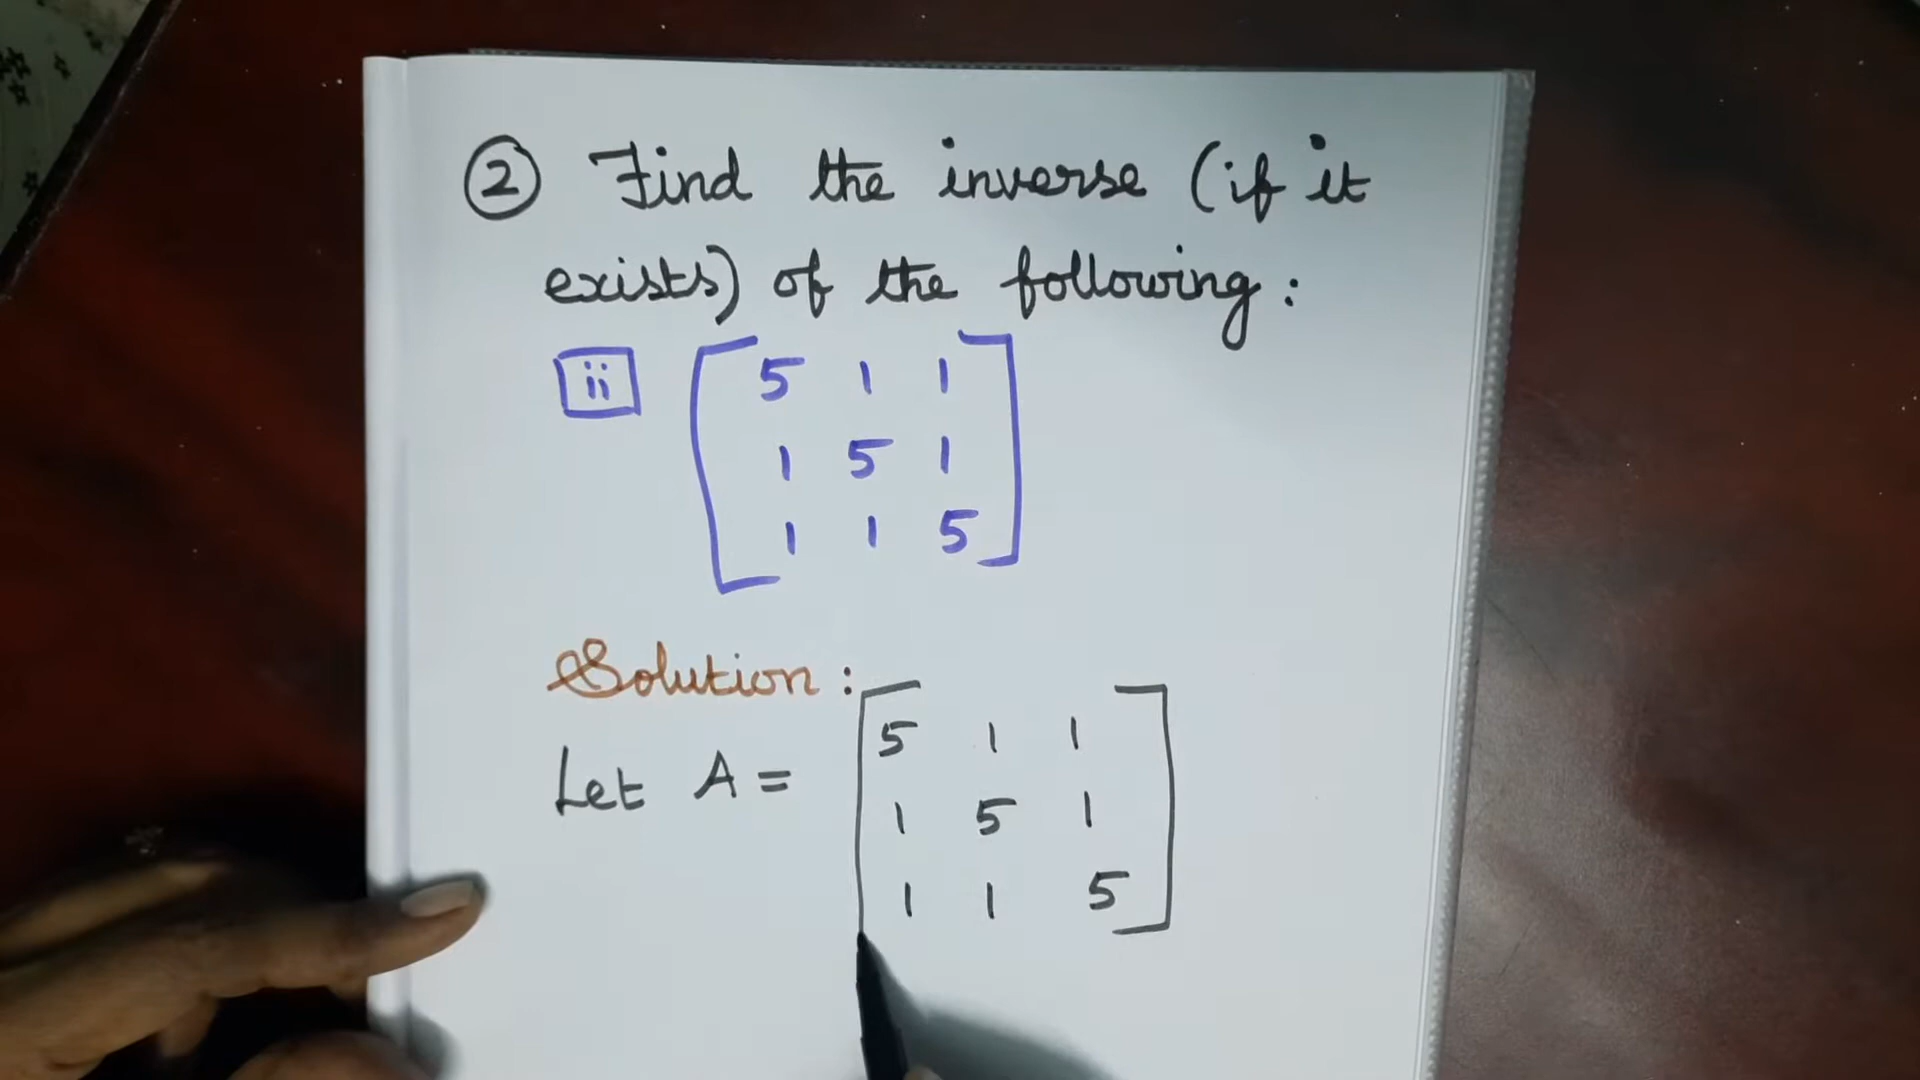 ② Find the inverse (if it
exists) of the following:
ii [5 1 1
1 5 1
1 1 5]
Solution:
Let A = [5 1 1
1 5 1
1 1 5]